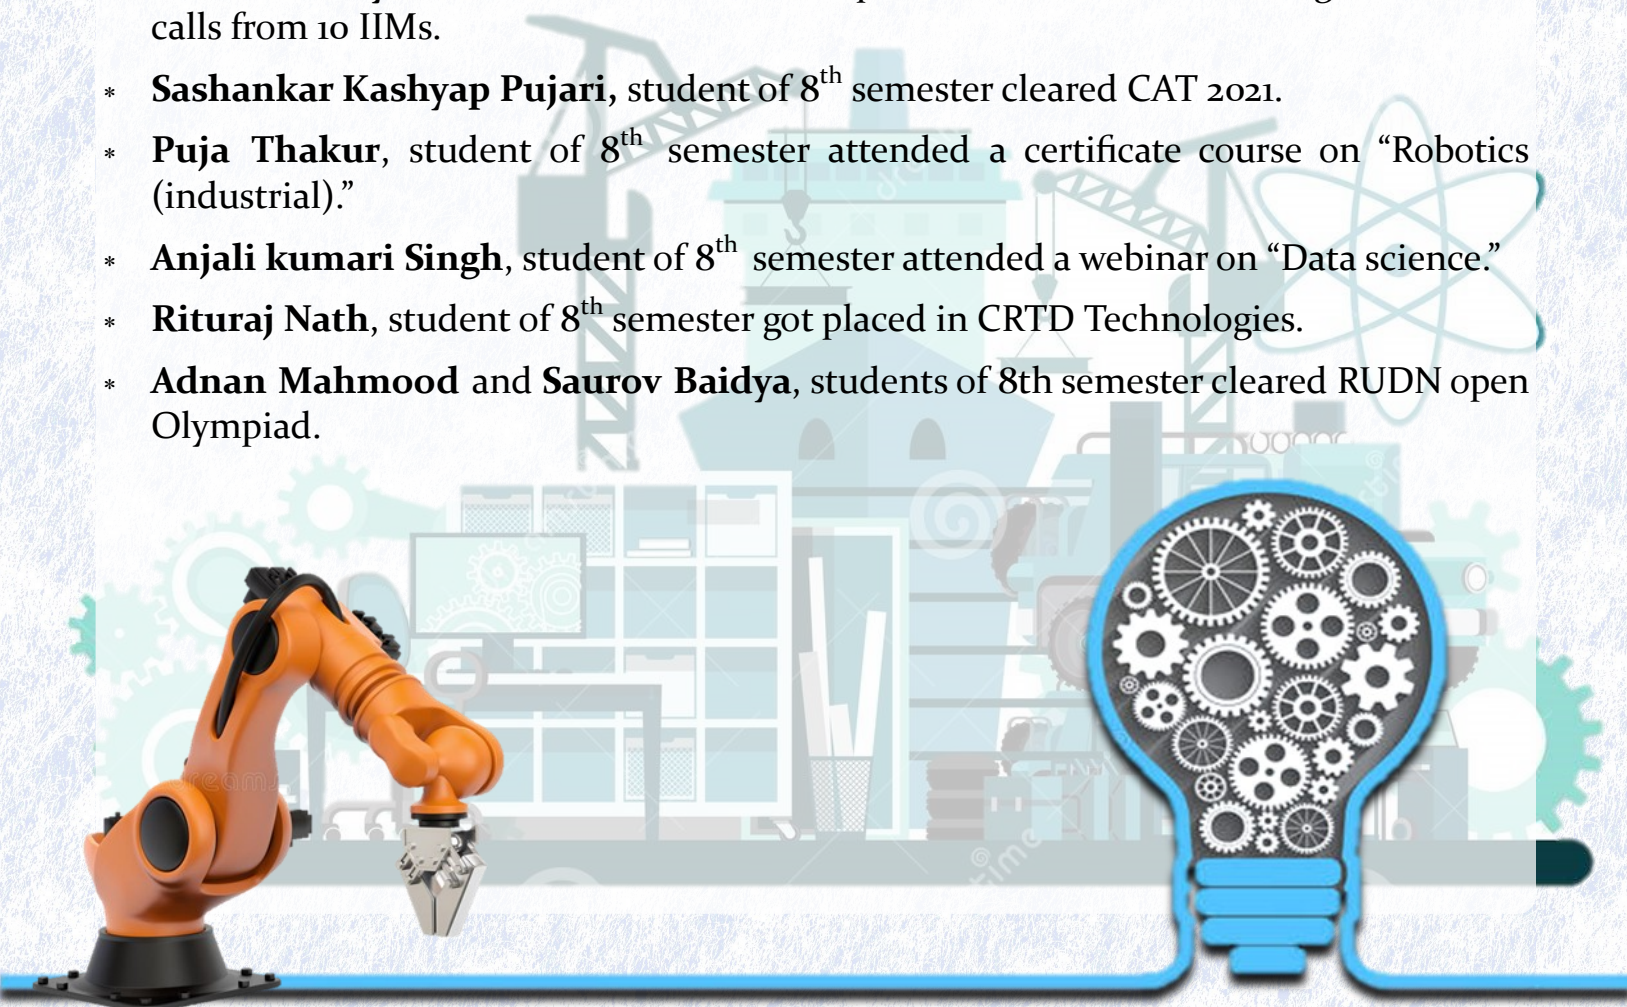 calls from 10 IIMs.
* Sashankar Kashyap Pujari, student of 8th semester cleared CAT 2021.
* Puja Thakur, student of 8th semester attended a certificate course on “Robotics
(industrial).”
* Anjali kumari Singh, student of 8th semester attended a webinar on “Data science.”
* Rituraj Nath, student of 8th semester got placed in CRTD Technologies.
* Adnan Mahmood and Saurov Baidya, students of 8th semester cleared RUDN open
Olympiad.